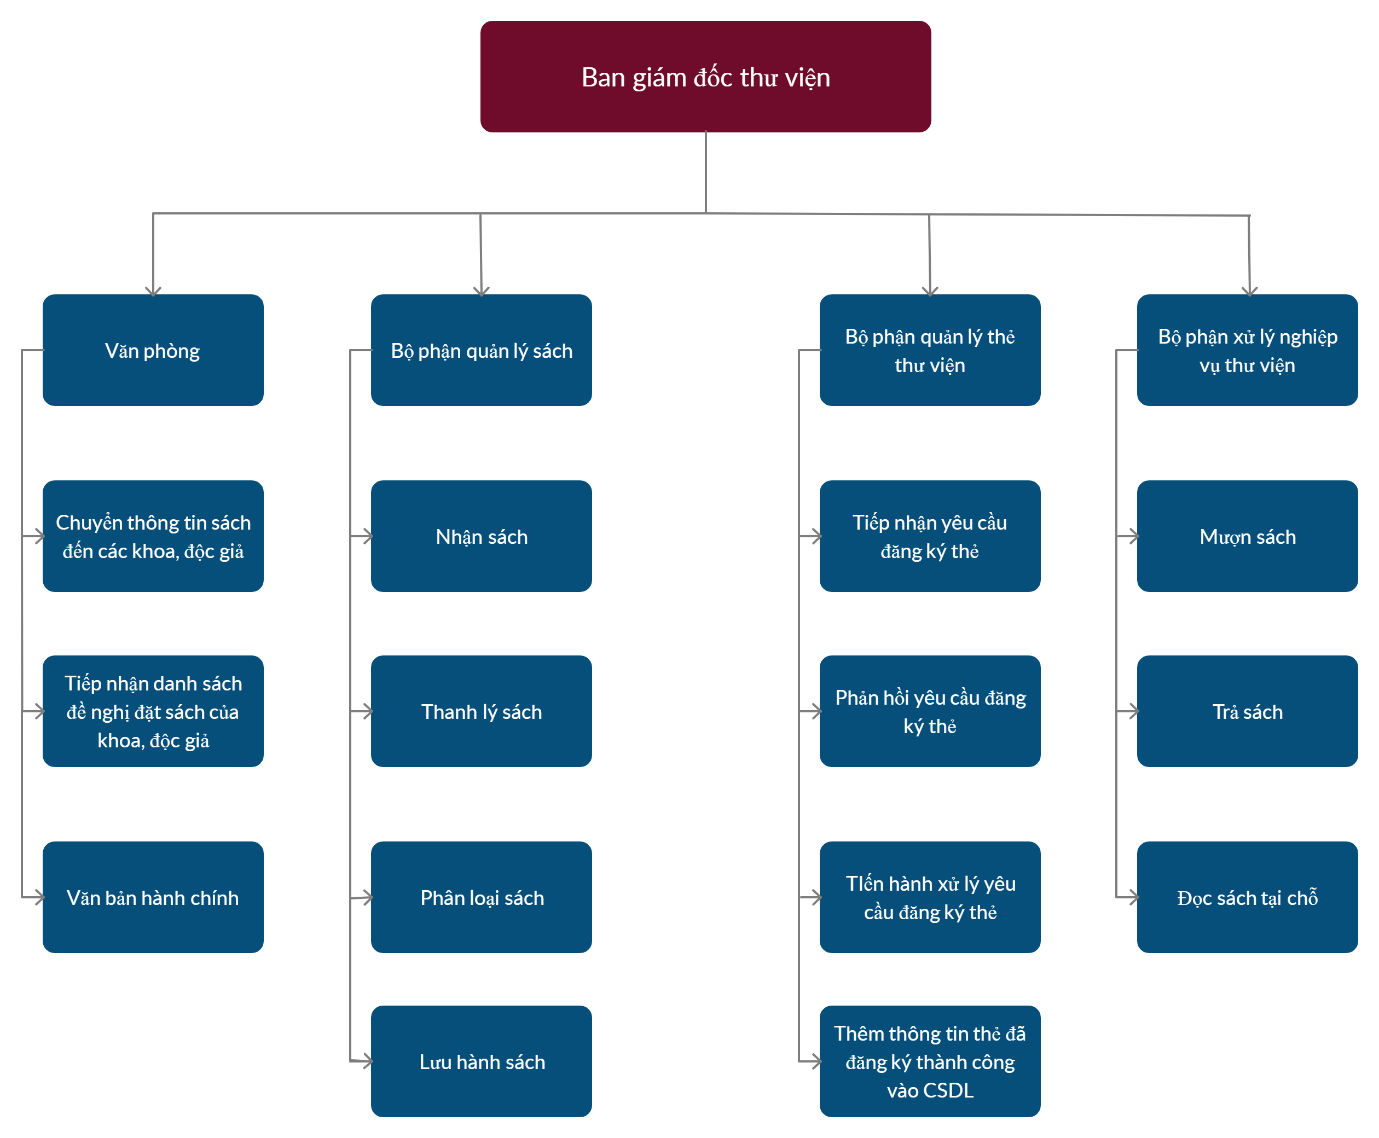 Ban giám đốc thư viện
Văn phòng
Chuyển thông tin sách
đến các khoa, độc giả
Tiếp nhận danh sách
đề nghị đặt sách của
khoa, độc giả
Văn bản hành chính
Bộ phận quản lý sách
Nhận sách
Thanh lý sách
Phân loại sách
Lưu hành sách
Bộ phận quản lý thẻ
thư viện
Tiếp nhận yêu cầu
đăng ký thẻ
Phản hồi yêu cầu đăng
ký thẻ
TIến hành xử lý yêu
cầu đăng ký thẻ
Thêm thông tin thẻ đã
đăng ký thành công
vào CSDL
Bộ phận xử lý nghiệp
vụ thư viện
Mượn sách
Trả sách
Đọc sách tại chỗ